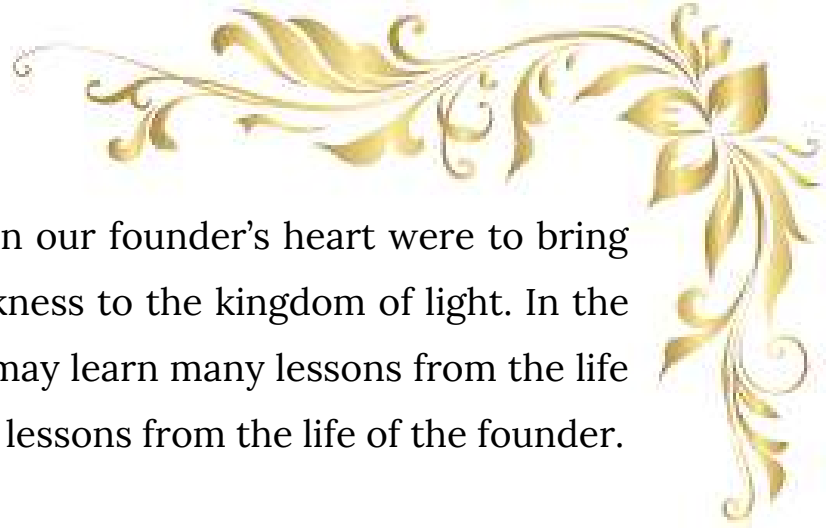 n our founder’s heart were to bring
kness to the kingdom of light. In the
may learn many lessons from the life
lessons from the life of the founder.